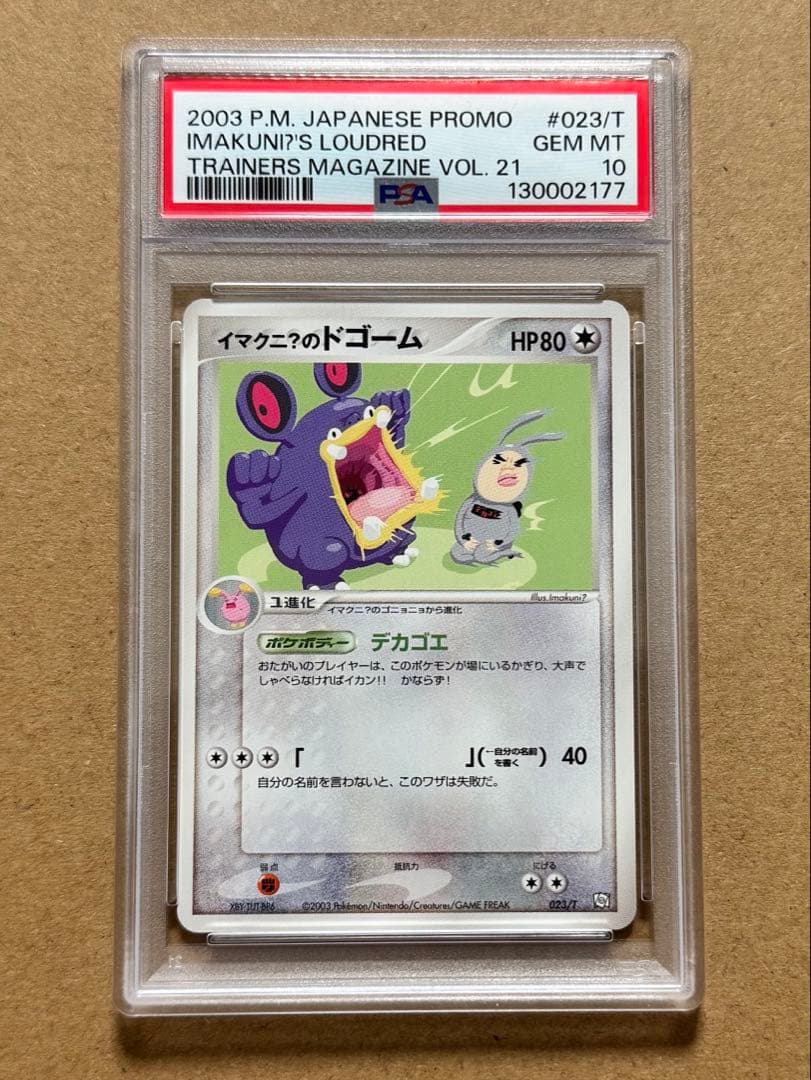 2003 P.M. JAPANESE PROMO #023/T
IMAKUNI?'S LOUDRED GEM MT
TRAINERS MAGAZINE VOL. 21 10
PSA 130002177
イマクニ?のドゴーム HP80
Illus.Imakuni?
1進化 イマクニ?のゴニョニョから進化
ポケボディー デカゴエ
おたがいのプレイヤーは、このポケモンが場にいるかぎり、大声で
しゃべらなければイカン!! かならず!
「 」(←自分の名前を書く) 40
自分の名前を言わないと、このワザは失敗だ。
弱点 抵抗力 にげる
XBY-TUT-BR6 ©2003 Pokémon/Nintendo/Creatures/GAME FREAK 023/T